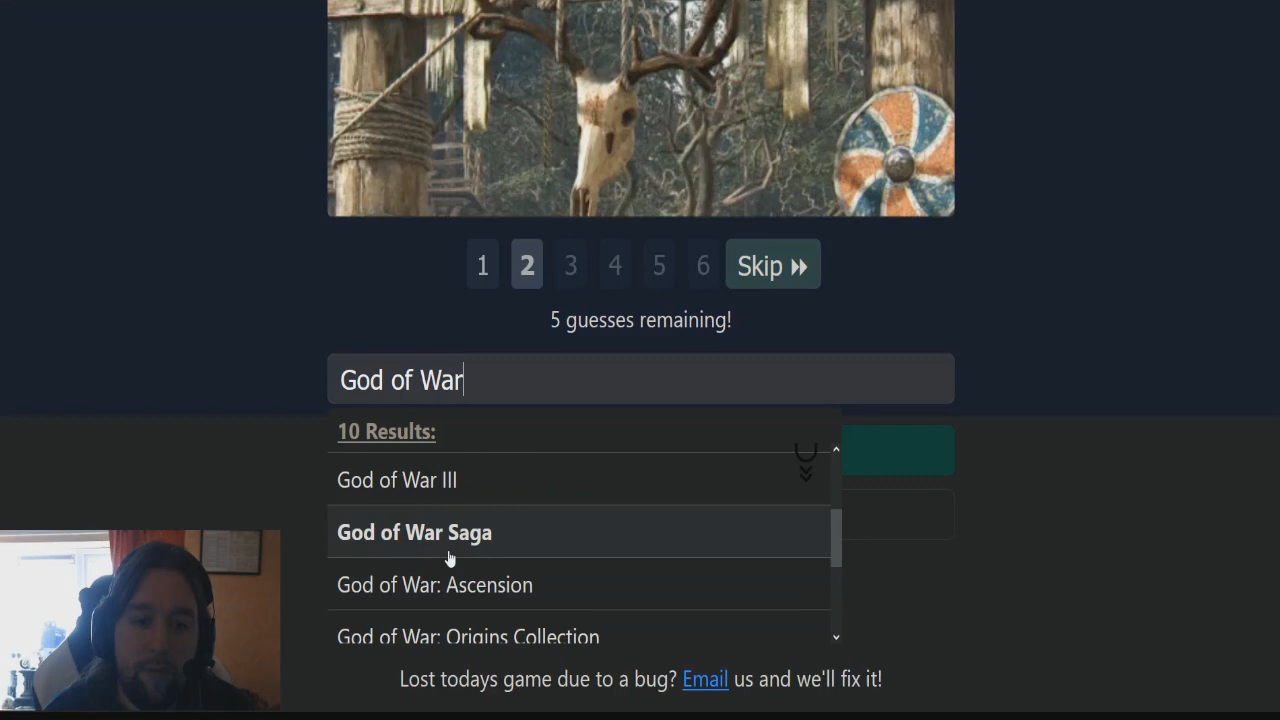 1 2 3 4 5 6 Skip
5 guesses remaining!
God of War
10 Results:
God of War III
God of War Saga
God of War: Ascension
God of War: Origins Collection
Lost todays game due to a bug? Email us and we'll fix it!